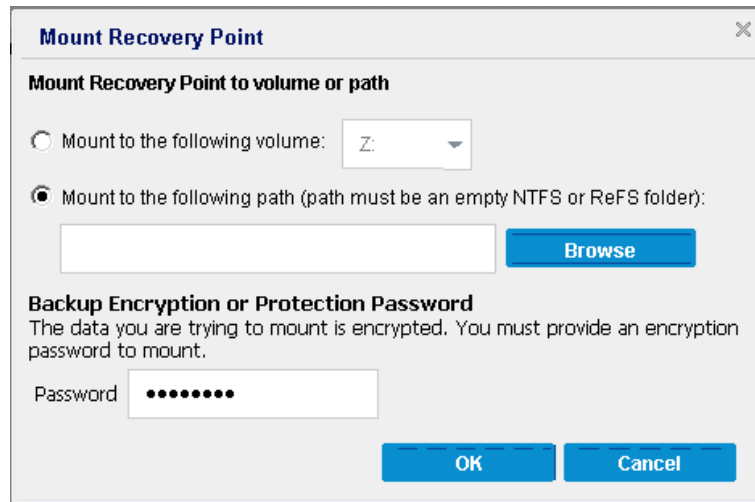 Mount Recovery Point
Mount Recovery Point to volume or path
Mount to the following volume: Z:
Mount to the following path (path must be an empty NTFS or ReFS folder):
Browse
Backup Encryption or Protection Password
The data you are trying to mount is encrypted. You must provide an encryption
password to mount.
Password ••••••••
OK Cancel